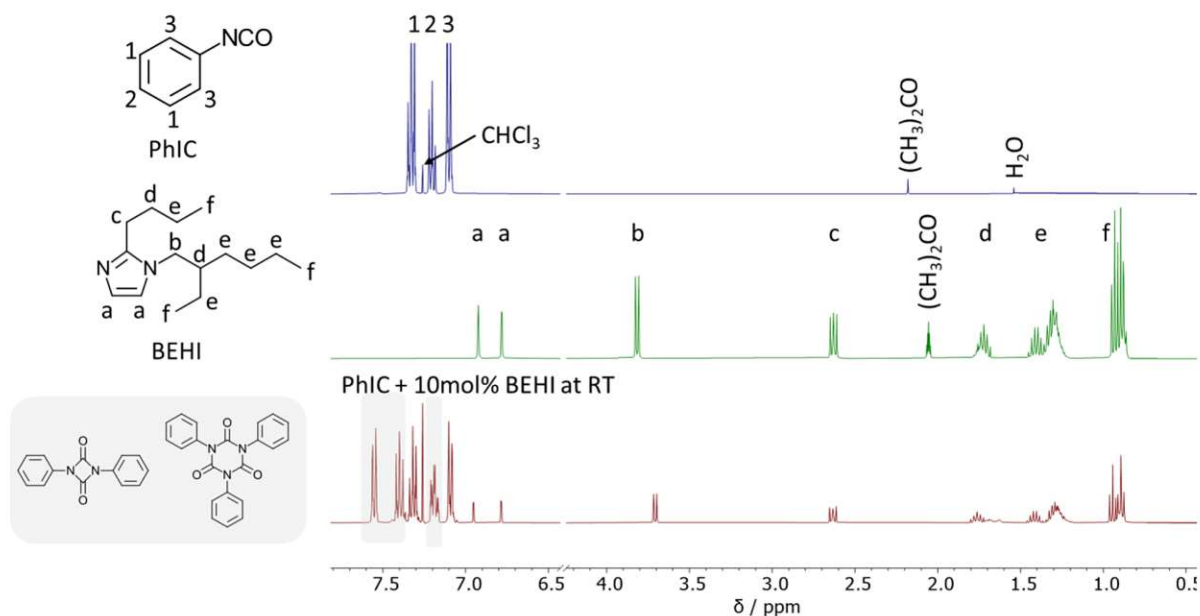 3
NCO
1
2
3
1
PhIC
1 2 3
CHCl₃
(CH₃)₂CO
H₂O
d
f
c
e
b
e
e
d
e
f
N
N
a
a
f
e
BEHI
a
a
b
c
(CH₃)₂CO
d
e
f
PhIC + 10mol% BEHI at RT
O
N
N
O
O
N
N
O
N
O
7.5
7.0
6.5
4.0
3.5
3.0
2.5
2.0
1.5
1.0
0.5
δ / ppm